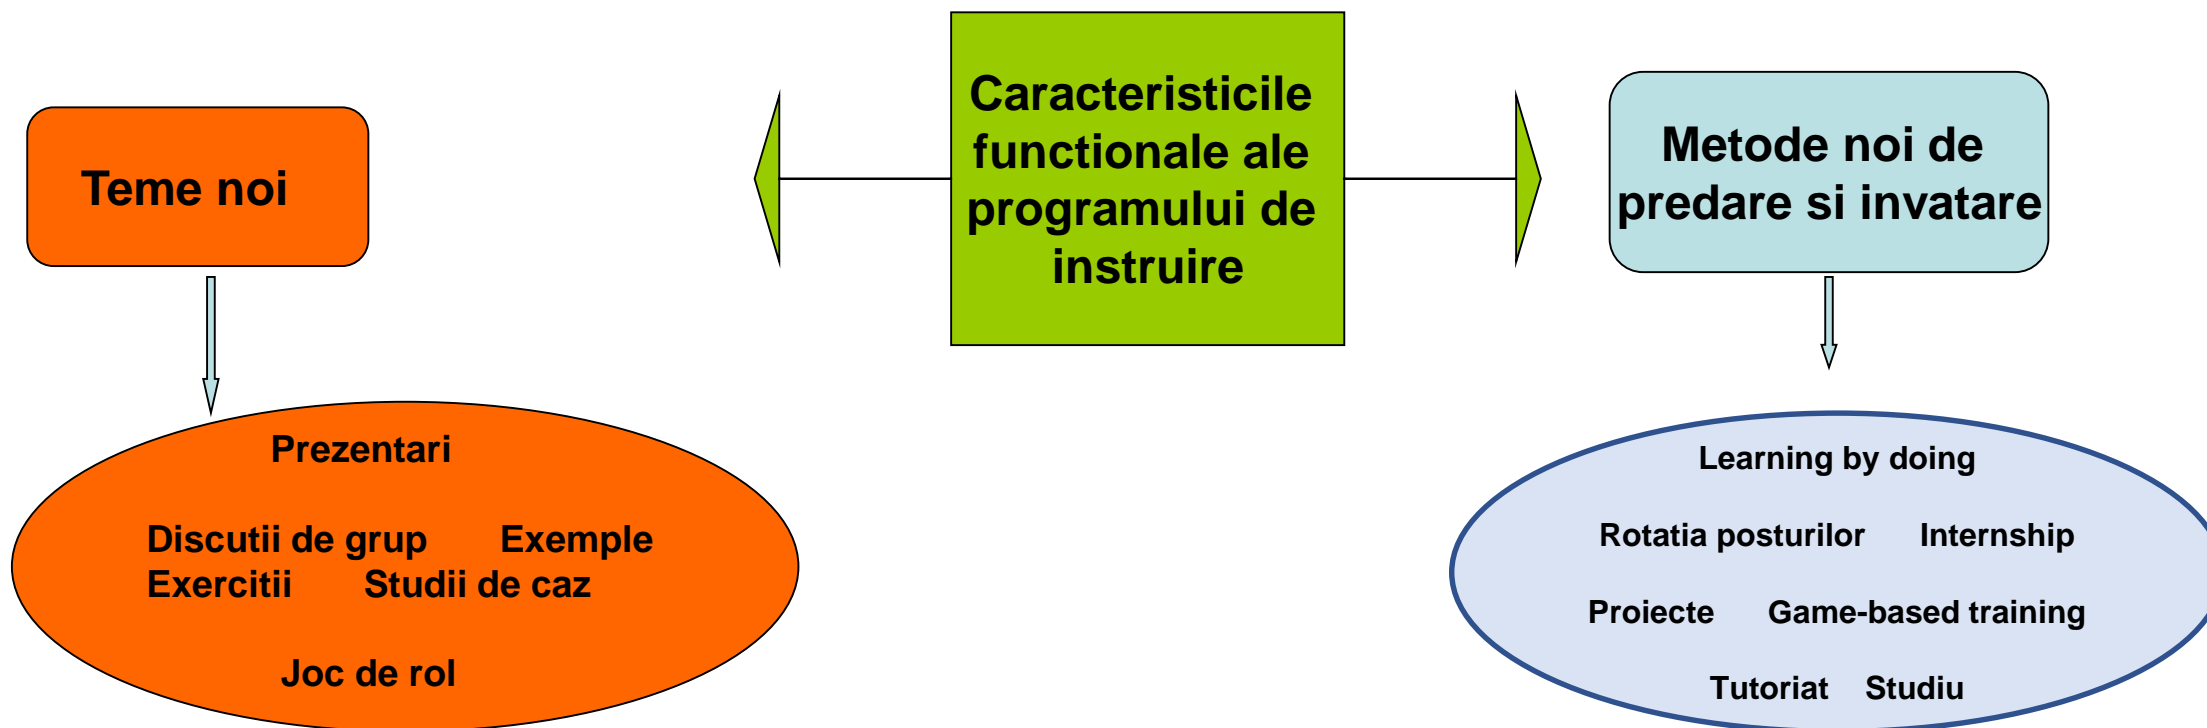 Teme noi
Caracteristicile
functionale ale
programului de
instruire
Metode noi de
predare si invatare
Prezentari
Discutii de grup Exemple
Exercitii Studii de caz
Joc de rol
Learning by doing
Rotatia posturilor Internship
Proiecte Game-based training
Tutoriat Studiu